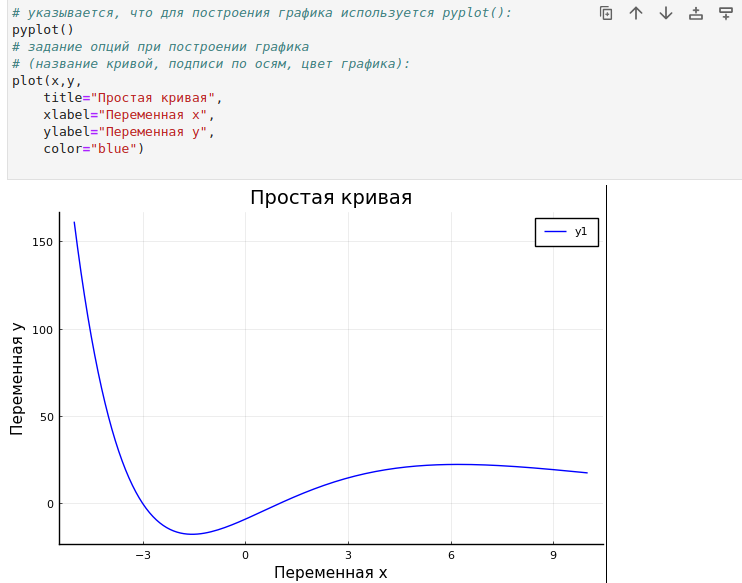 # указывается, что для построения графика используется pyplot():
pyplot()
# задание опций при построении графика
# (название кривой, подписи по осям, цвет графика):
plot(x,y,
    title="Простая кривая",
    xlabel="Переменная x",
    ylabel="Переменная y",
    color="blue")
Простая кривая
y1
Переменная y
150
100
50
0
−3 0 3 6 9
Переменная x